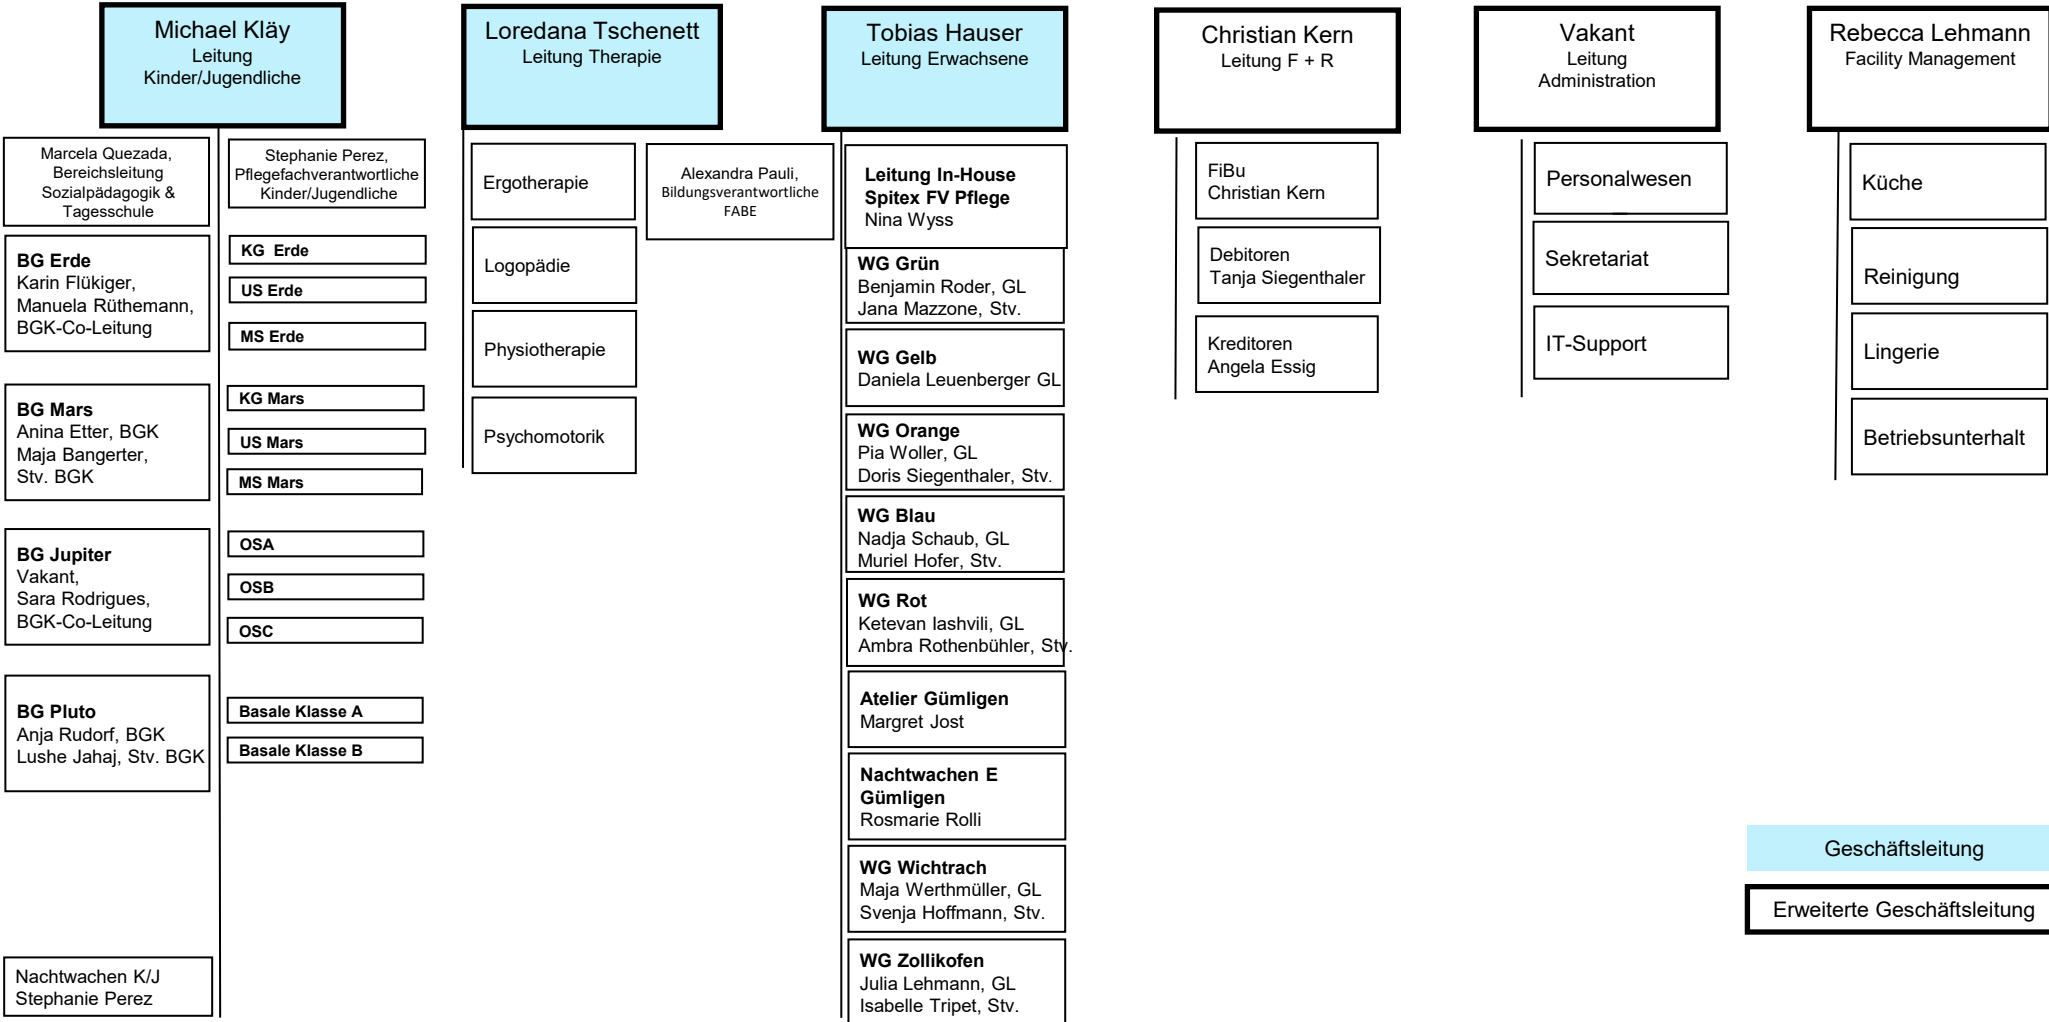 Michael Kläy
Leitung
Kinder/Jugendliche
Loredana Tschenett
Leitung Therapie
Tobias Hauser
Leitung Erwachsene
Christian Kern
Leitung F + R
Vakant
Leitung
Administration
Rebecca Lehmann
Facility Management
Marcela Quezada,
Bereichsleitung
Sozialpädagogik &
Tagesschule
Stephanie Perez,
Pflegefachverantwortliche
Kinder/Jugendliche
BG Erde
Karin Flükiger,
Manuela Rüthemann,
BGK-Co-Leitung
KG Erde
US Erde
MS Erde
BG Mars
Anina Etter, BGK
Maja Bangerter,
Stv. BGK
KG Mars
US Mars
MS Mars
BG Jupiter
Vakant,
Sara Rodrigues,
BGK-Co-Leitung
OSA
OSB
OSC
BG Pluto
Anja Rudorf, BGK
Lushe Jahaj, Stv. BGK
Basale Klasse A
Basale Klasse B
Nachtwachen K/J
Stephanie Perez
Ergotherapie
Logopädie
Physiotherapie
Psychomotorik
Alexandra Pauli,
Bildungsverantwortliche
FABE
Leitung In-House
Spitex FV Pflege
Nina Wyss
WG Grün
Benjamin Roder, GL
Jana Mazzone, Stv.
WG Gelb
Daniela Leuenberger GL
WG Orange
Pia Woller, GL
Doris Siegenthaler, Stv.
WG Blau
Nadja Schaub, GL
Muriel Hofer, Stv.
WG Rot
Ketevan Iashvili, GL
Ambra Rothenbühler, Stv.
Atelier Gümligen
Margret Jost
Nachtwachen E
Gümligen
Rosmarie Rolli
WG Wichtrach
Maja Werthmüller, GL
Svenja Hoffmann, Stv.
WG Zollikofen
Julia Lehmann, GL
Isabelle Tripet, Stv.
FiBu
Christian Kern
Debitoren
Tanja Siegenthaler
Kreditoren
Angela Essig
Personalwesen
Sekretariat
IT-Support
Küche
Reinigung
Lingerie
Betriebsunterhalt
Geschäftsleitung
Erweiterte Geschäftsleitung